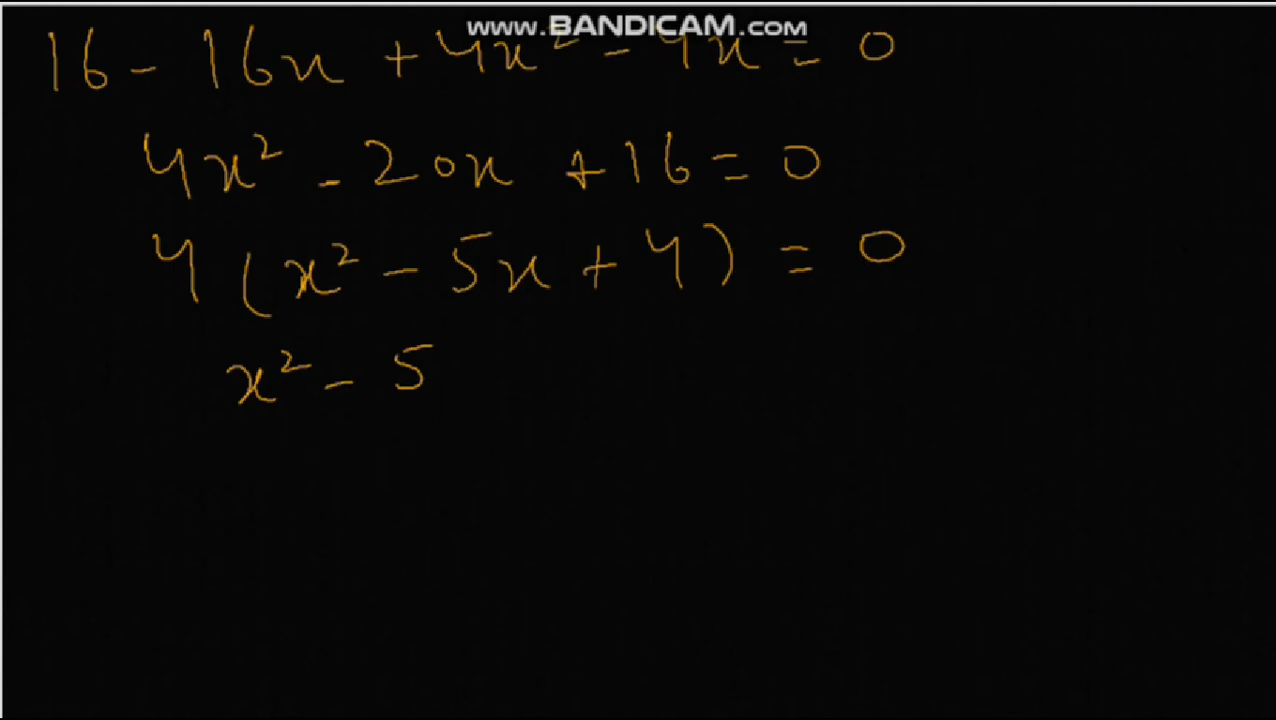 www.BANDICAM.com
16 - 16x + 4x² - 4x = 0
4x² - 20x + 16 = 0
4 (x² - 5x + 4) = 0
x² - 5